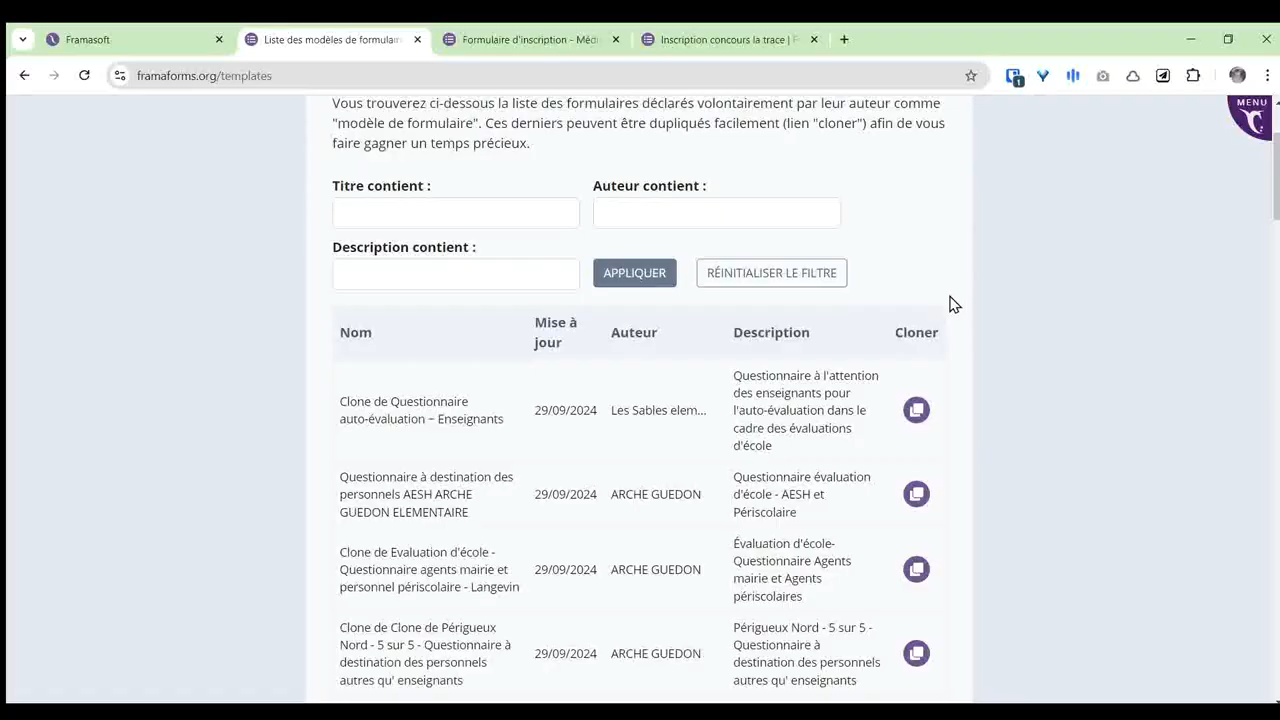 Framasoft
Liste des modèles de formulair
Formulaire d'inscription - Médi
Inscription concours la trace | F
framaforms.org/templates
1
MENU
Vous trouverez ci-dessous la liste des formulaires déclarés volontairement par leur auteur comme
"modèle de formulaire". Ces derniers peuvent être dupliqués facilement (lien "cloner") afin de vous
faire gagner un temps précieux.
Titre contient :
Auteur contient :
Description contient :
APPLIQUER
RÉINITIALISER LE FILTRE
Nom
Mise à
jour
Auteur
Description
Cloner
Clone de Questionnaire
auto-évaluation – Enseignants
29/09/2024
Les Sables elem...
Questionnaire à l'attention
des enseignants pour
l'auto-évaluation dans le
cadre des évaluations
d'école
Questionnaire à destination des
personnels AESH ARCHE
GUEDON ELEMENTAIRE
29/09/2024
ARCHE GUEDON
Questionnaire évaluation
d'école - AESH et
Périscolaire
Clone de Evaluation d'école -
Questionnaire agents mairie et
personnel périscolaire - Langevin
29/09/2024
ARCHE GUEDON
Évaluation d'école-
Questionnaire Agents
mairie et Agents
périscolaires
Clone de Clone de Périgueux
Nord - 5 sur 5 - Questionnaire à
destination des personnels
autres qu' enseignants
29/09/2024
ARCHE GUEDON
Périgueux Nord - 5 sur 5 -
Questionnaire à
destination des personnels
autres qu' enseignants